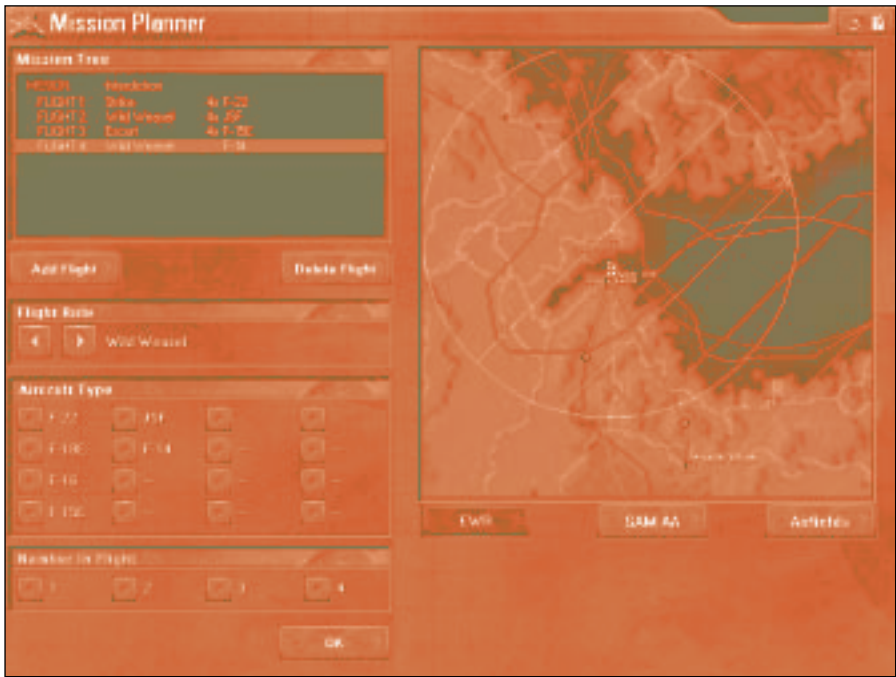 Mission Planner
Mission Tree
MISSION Interdiction
FLIGHT 1 Strike 4x F-22
FLIGHT 2 Wild Weasel JSF
FLIGHT 3 Escort 4x F-15E
FLIGHT 4 Wild Weasel F-14
Add Flight Delete Flight
Flight Role
Wild Weasel
Aircraft Type
F-22 JSF - -
F-18E F-14 - -
F-16 - - -
F-15E - - -
Number In Flight
1 2 3 4
OK
EWR SAM AA Airfields